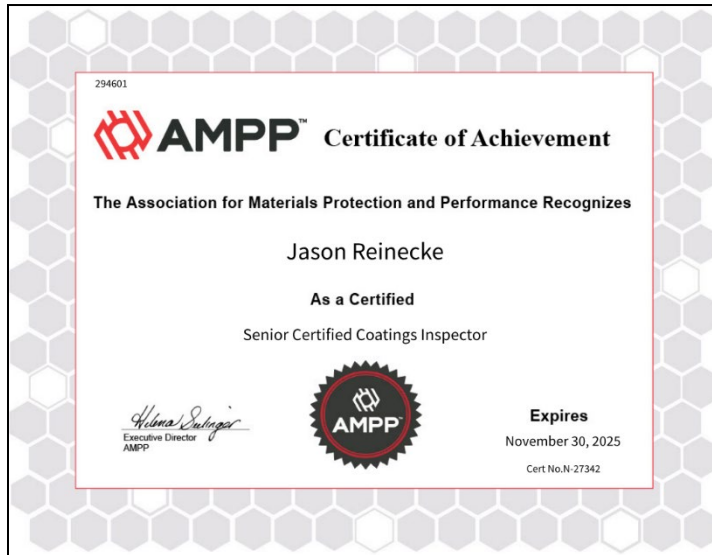 294601
AMPP™ Certificate of Achievement
The Association for Materials Protection and Performance Recognizes
Jason Reinecke
As a Certified
Senior Certified Coatings Inspector
AMPP™
Executive Director
AMPP
Expires
November 30, 2025
Cert No.N-27342